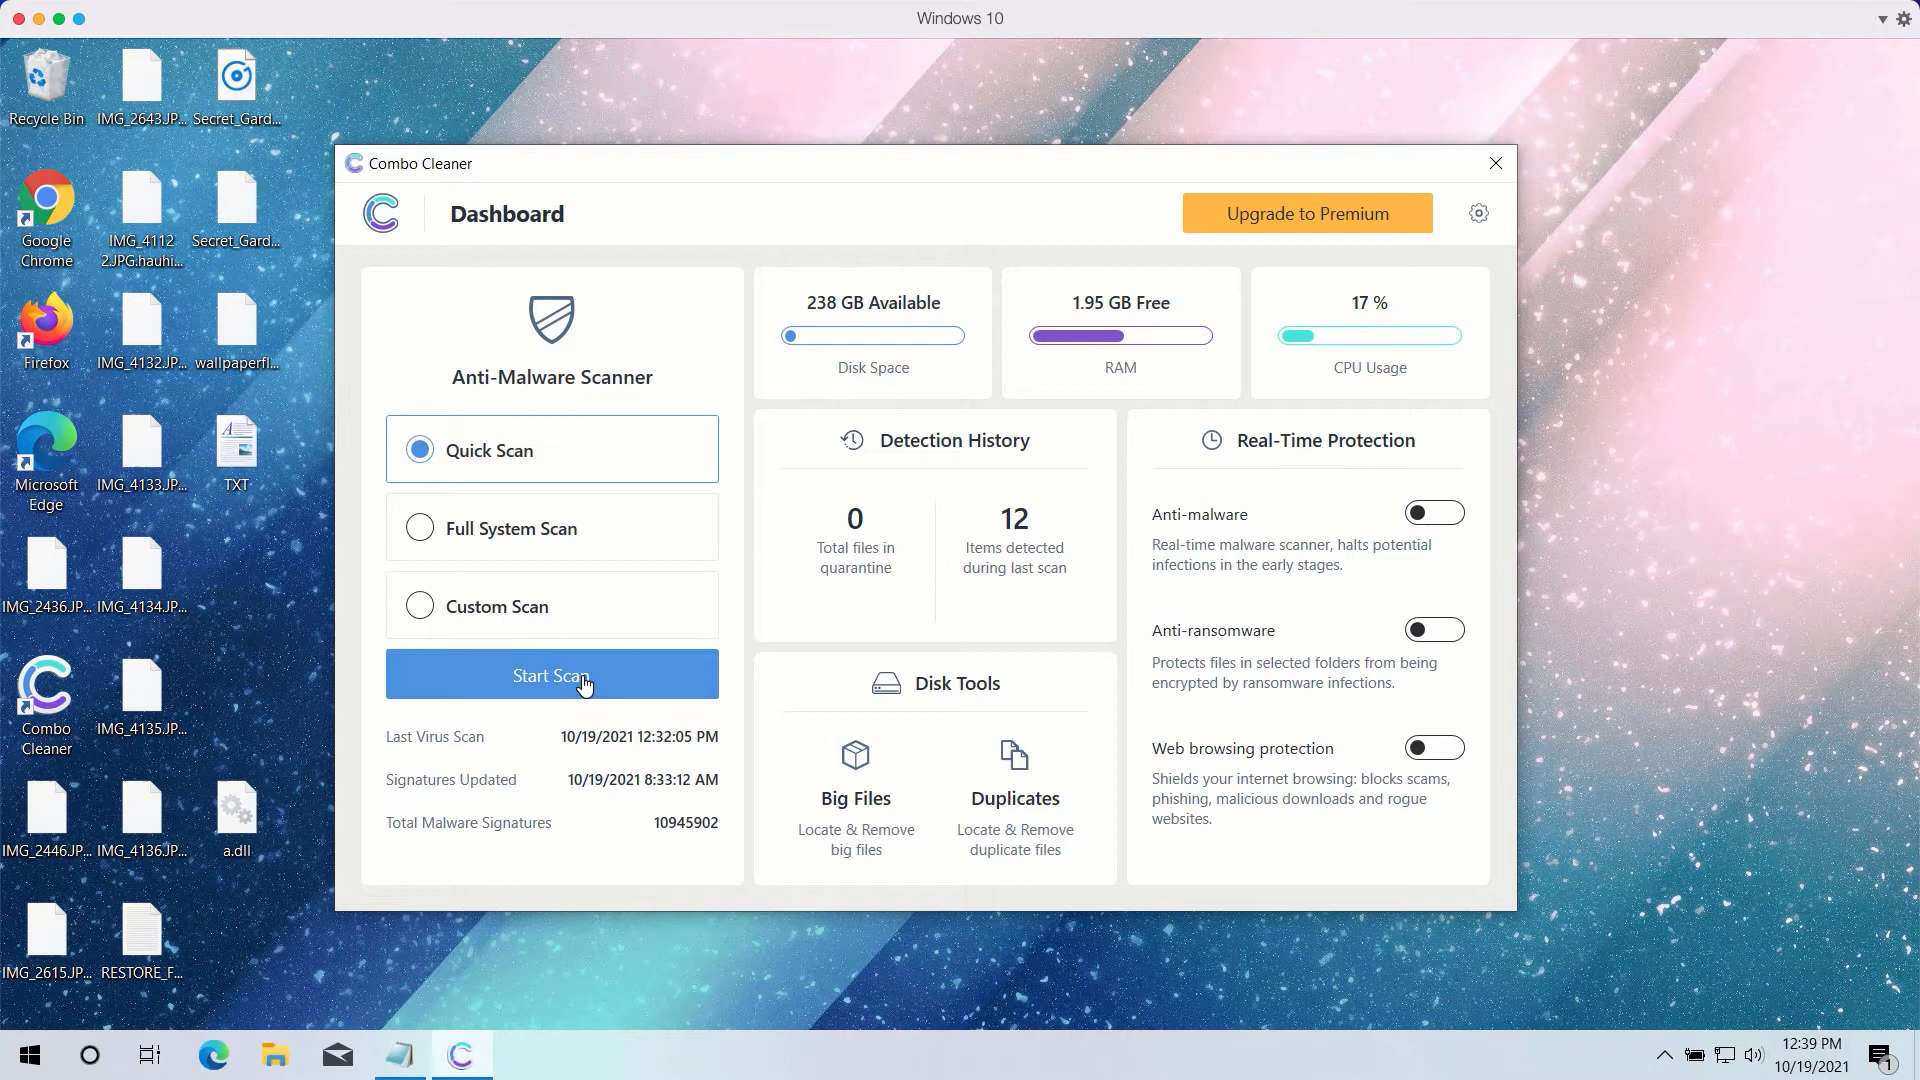 Windows 10
Recycle Bin
IMG_2643.JP...
Secret_Gard...
Google
Chrome
IMG_4112
2.JPG.hauhi...
Secret_Gard...
Firefox
IMG_4132.JP...
wallpaperfl...
Microsoft
Edge
IMG_4133.JP...
TXT
IMG_2436.JP...
IMG_4134.JP...
Combo
Cleaner
IMG_4135.JP...
IMG_2446.JP...
IMG_4136.JP...
a.dll
IMG_2615.JP...
RESTORE_F...
Combo Cleaner
Dashboard
Upgrade to Premium
Anti-Malware Scanner
Quick Scan
Full System Scan
Custom Scan
Start Scan
Last Virus Scan 10/19/2021 12:32:05 PM
Signatures Updated 10/19/2021 8:33:12 AM
Total Malware Signatures 10945902
238 GB Available
Disk Space
1.95 GB Free
RAM
17 %
CPU Usage
Detection History
0
Total files in
quarantine
12
Items detected
during last scan
Disk Tools
Big Files
Locate & Remove
big files
Duplicates
Locate & Remove
duplicate files
Real-Time Protection
Anti-malware
Real-time malware scanner, halts potential
infections in the early stages.
Anti-ransomware
Protects files in selected folders from being
encrypted by ransomware infections.
Web browsing protection
Shields your internet browsing: blocks scams,
phishing, malicious downloads and rogue
websites.
12:39 PM
10/19/2021
1